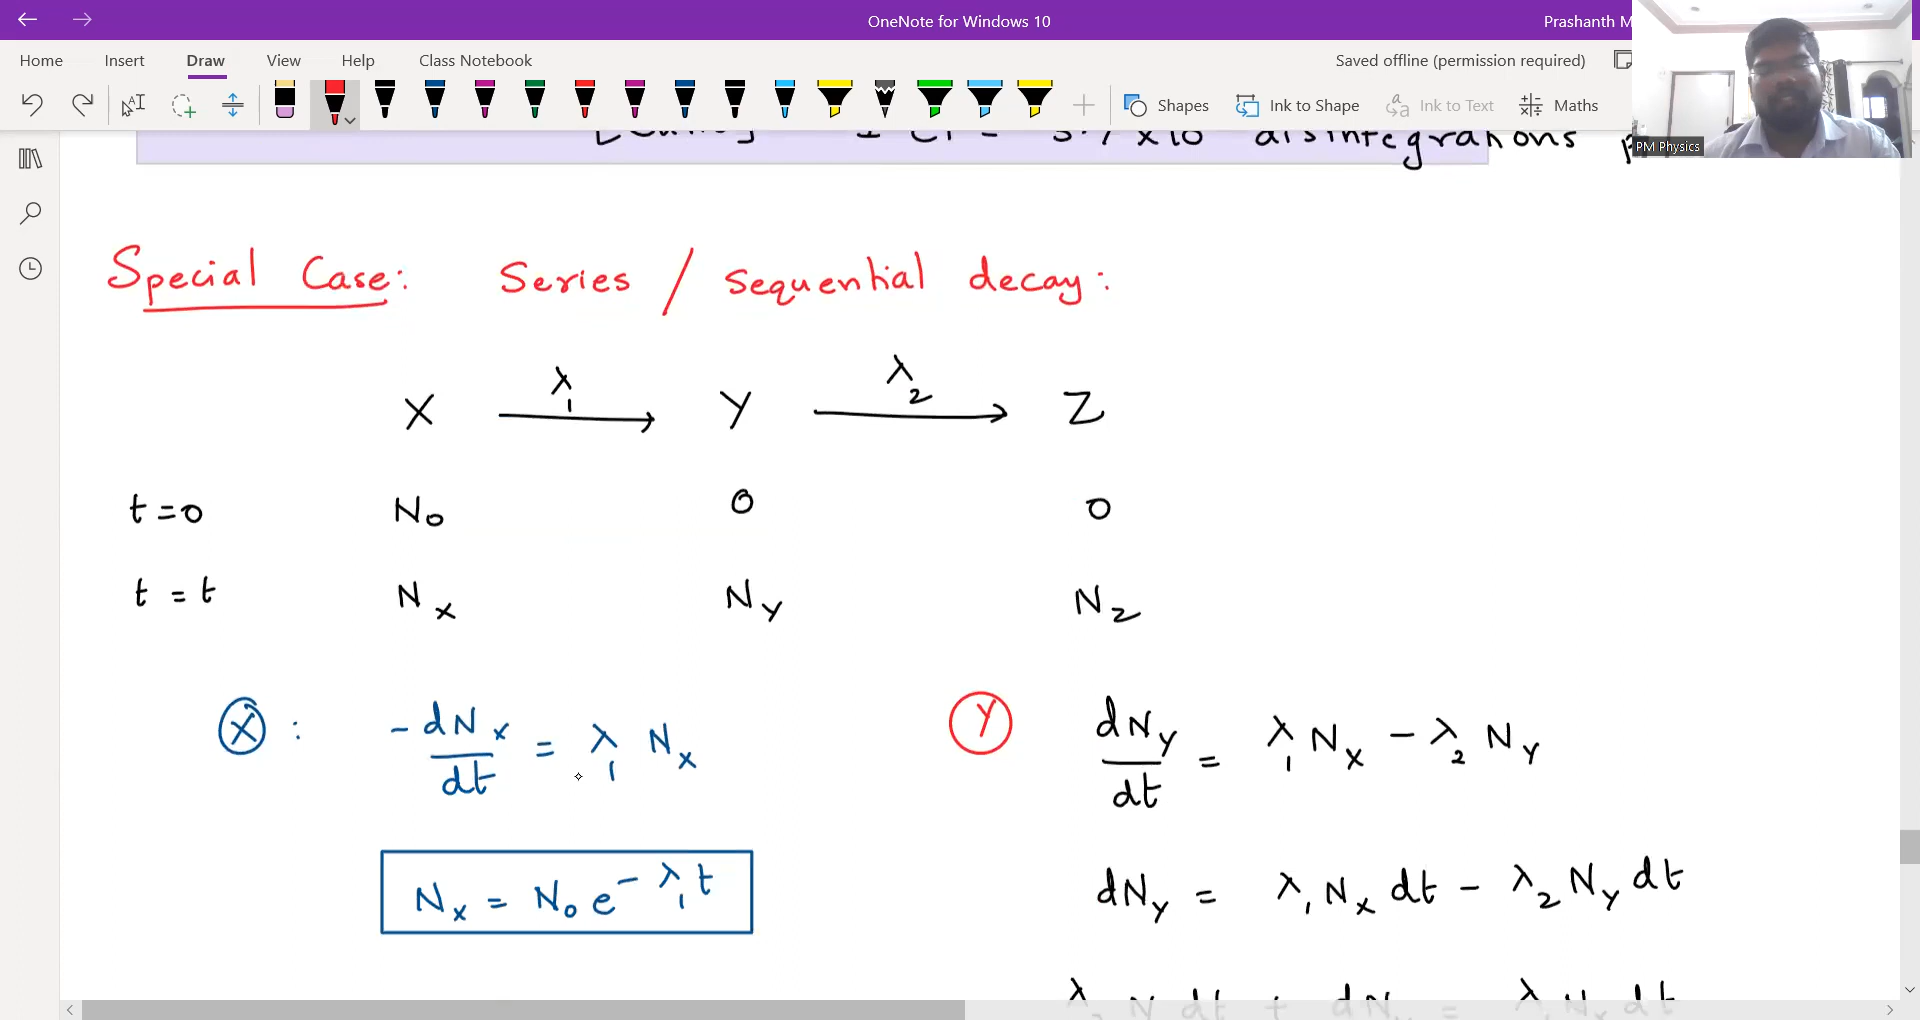 OneNote for Windows 10
Prashanth M
Home Insert Draw View Help Class Notebook
Saved offline (permission required)
Shapes Ink to Shape Ink to Text Maths
PM Physics
disintegrations
Special Case: Series / sequential decay:
X —λ₁→ Y —λ₂→ Z
t = 0 N₀ 0 0
t = t Nx Ny Nz
X : -dNx/dt = λ₁ Nx
Nx = N₀ e^(-λ₁t)
Y dNy/dt = λ₁ Nx - λ₂ Ny
dNy = λ₁ Nx dt - λ₂ Ny dt